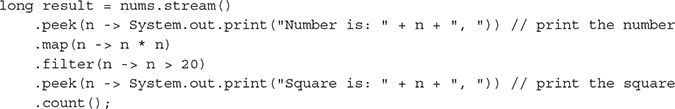 long result = nums.stream()
    .peek(n -> System.out.print("Number is: " + n + ", ")) // print the number
    .map(n -> n * n)
    .filter(n -> n > 20)
    .peek(n -> System.out.print("Square is: " + n + ", ")) // print the square
    .count();